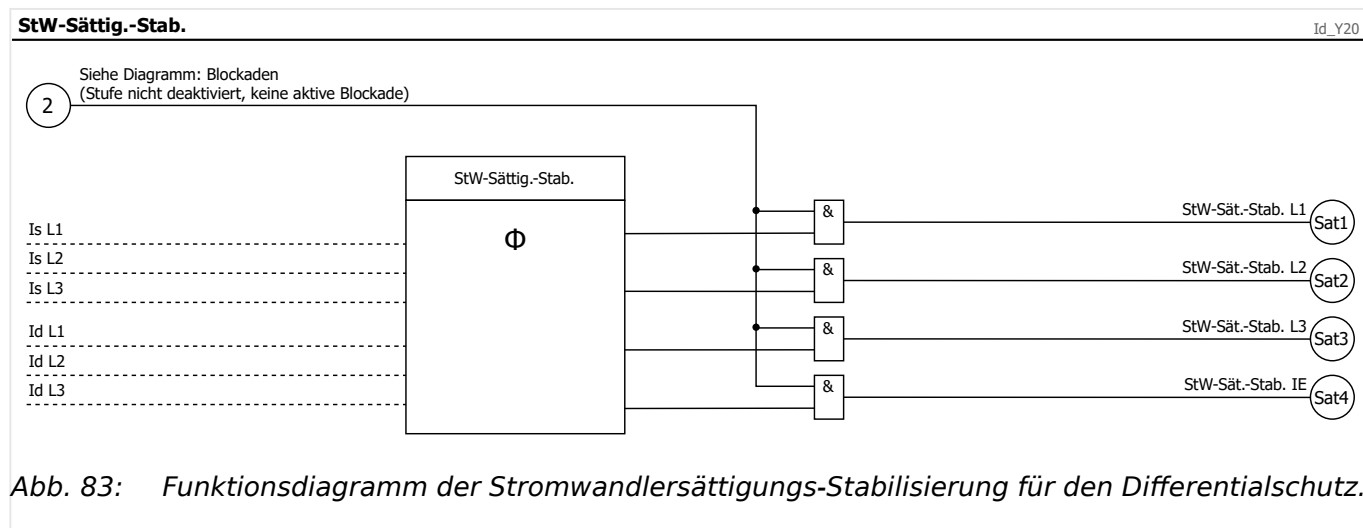 StW-Sättig.-Stab.
Id_Y20
Siehe Diagramm: Blockaden
(Stufe nicht deaktiviert, keine aktive Blockade)
2
StW-Sättig.-Stab.
Φ
Is L1
Is L2
Is L3
Id L1
Id L2
Id L3
&
StW-Sät.-Stab. L1
Sat1
&
StW-Sät.-Stab. L2
Sat2
&
StW-Sät.-Stab. L3
Sat3
&
StW-Sät.-Stab. IE
Sat4
Abb. 83: Funktionsdiagramm der Stromwandlersättigungs-Stabilisierung für den Differentialschutz.